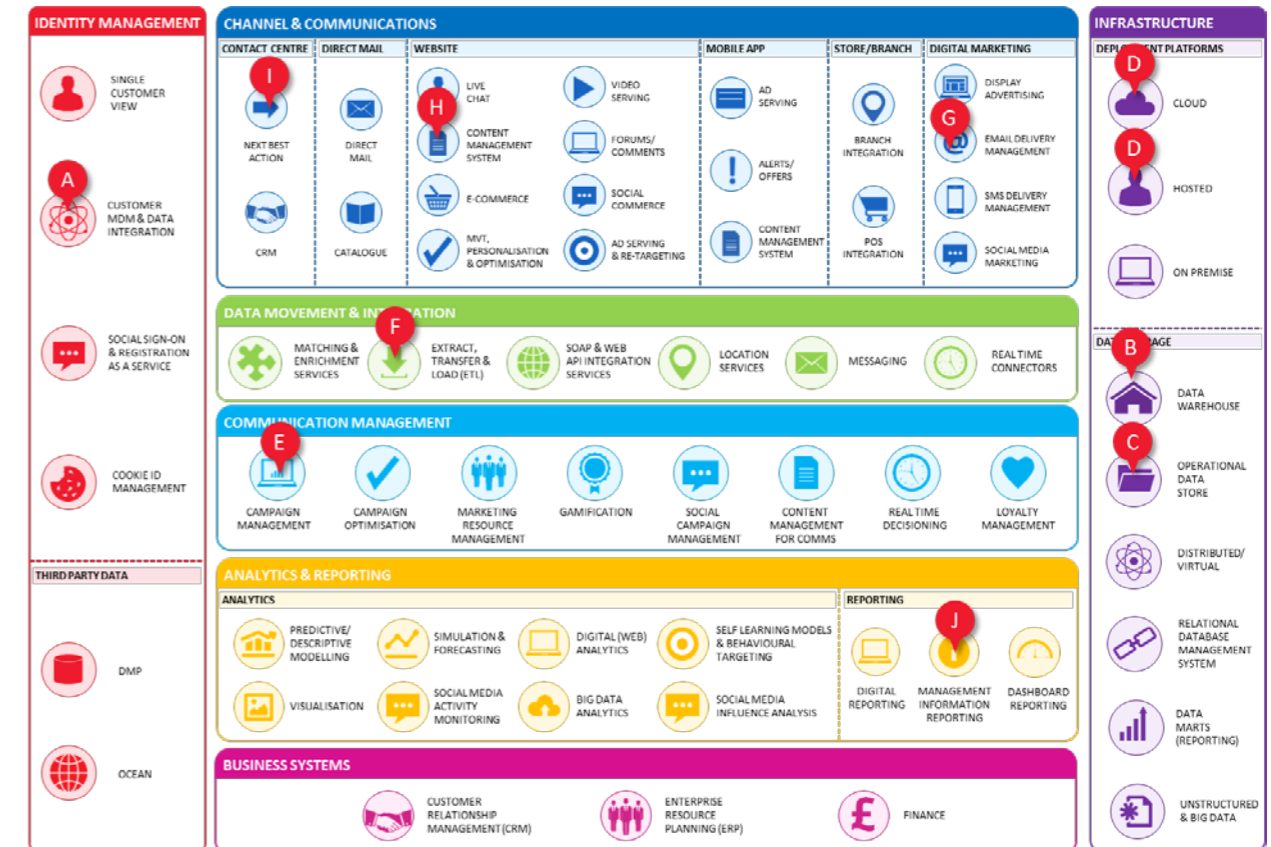 IDENTITY MANAGEMENT
SINGLE
CUSTOMER
VIEW
A
CUSTOMER
MDM & DATA
INTEGRATION
SOCIAL SIGN-ON
& REGISTRATION
AS A SERVICE
COOKIE ID
MANAGEMENT
THIRD PARTY DATA
DMP
OCEAN
CHANNEL & COMMUNICATIONS
CONTACT CENTRE
I
NEXT BEST
ACTION
CRM
DIRECT MAIL
DIRECT
MAIL
CATALOGUE
WEBSITE
LIVE
CHAT
H
CONTENT
MANAGEMENT
SYSTEM
E-COMMERCE
MVT,
PERSONALISATION
& OPTIMISATION
VIDEO
SERVING
FORUMS/
COMMENTS
SOCIAL
COMMERCE
AD SERVING
& RE-TARGETING
MOBILE APP
AD
SERVING
ALERTS/
OFFERS
CONTENT
MANAGEMENT
SYSTEM
STORE/BRANCH
BRANCH
INTEGRATION
POS
INTEGRATION
DIGITAL MARKETING
DISPLAY
ADVERTISING
G
@
EMAIL DELIVERY
MANAGEMENT
SMS DELIVERY
MANAGEMENT
SOCIAL MEDIA
MARKETING
DATA MOVEMENT &
F
MATCHING &
ENRICHMENT
SERVICES
EXTRACT,
TRANSFER &
LOAD (ETL)
SOAP & WEB
API INTEGRATION
SERVICES
LOCATION
SERVICES
MESSAGING
REAL TIME
CONNECTORS
COMMUNICATION MANAGEMENT
E
CAMPAIGN
MANAGEMENT
CAMPAIGN
OPTIMISATION
MARKETING
RESOURCE
MANAGEMENT
GAMIFICATION
SOCIAL
CAMPAIGN
MANAGEMENT
CONTENT
MANAGEMENT
FOR COMMS
REAL TIME
DECISIONING
LOYALTY
MANAGEMENT
ANALYTICS & REPORTING
ANALYTICS
PREDICTIVE/
DESCRIPTIVE
MODELLING
SIMULATION &
FORECASTING
DIGITAL (WEB)
ANALYTICS
SELF LEARNING MODELS
& BEHAVIOURAL
TARGETING
VISUALISATION
SOCIAL MEDIA
ACTIVITY
MONITORING
BIG DATA
ANALYTICS
SOCIAL MEDIA
INFLUENCE ANALYSIS
REPORTING
J
DIGITAL
REPORTING
MANAGEMENT
INFORMATION
REPORTING
DASHBOARD
REPORTING
BUSINESS SYSTEMS
CUSTOMER
RELATIONSHIP
MANAGEMENT (CRM)
ENTERPRISE
RESOURCE
PLANNING (ERP)
£
FINANCE
INFRASTRUCTURE
PLATFORMS
D
CLOUD
D
HOSTED
ON PREMISE
B
DATA
WAREHOUSE
C
OPERATIONAL
DATA
STORE
DISTRIBUTED/
VIRTUAL
RELATIONAL
DATABASE
MANAGEMENT
SYSTEM
DATA
MARTS
(REPORTING)
UNSTRUCTURED
& BIG DATA